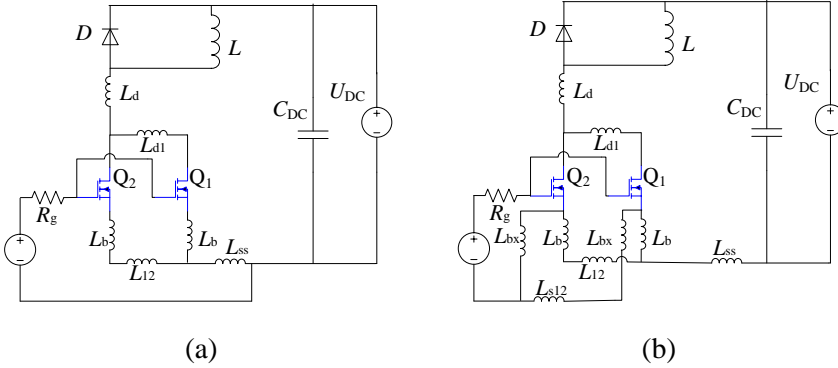 D
L
L_d
C_DC
U_DC
L_d1
Q_2
Q_1
R_g
L_b
L_b
L_ss
L_12
(a)
D
L
L_d
C_DC
U_DC
L_d1
Q_2
Q_1
R_g
L_bx
L_b
L_bx
L_b
L_ss
L_12
L_s12
(b)